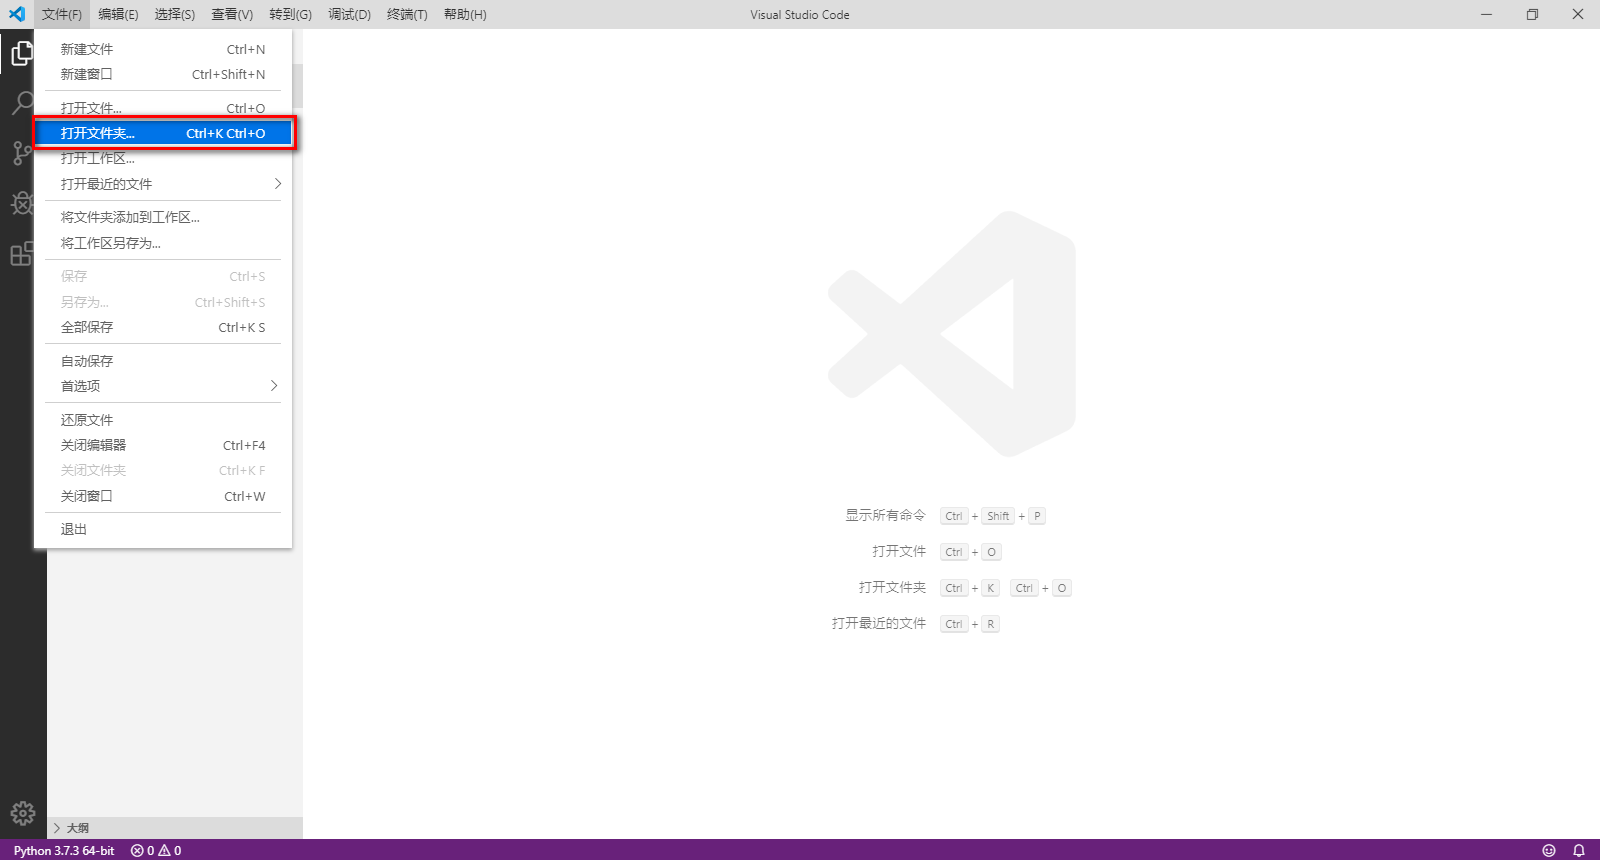 文件(F) 编辑(E) 选择(S) 查看(V) 转到(G) 调试(D) 终端(T) 帮助(H) Visual Studio Code
新建文件 Ctrl+N
新建窗口 Ctrl+Shift+N
打开文件... Ctrl+O
打开文件夹... Ctrl+K Ctrl+O
打开工作区...
打开最近的文件
将文件夹添加到工作区...
将工作区另存为...
保存 Ctrl+S
另存为... Ctrl+Shift+S
全部保存 Ctrl+K S
自动保存
首选项
还原文件
关闭编辑器 Ctrl+F4
关闭文件夹 Ctrl+K F
关闭窗口 Ctrl+W
退出
显示所有命令 Ctrl + Shift + P
打开文件 Ctrl + O
打开文件夹 Ctrl + K Ctrl + O
打开最近的文件 Ctrl + R
大纲
Python 3.7.3 64-bit 0 0